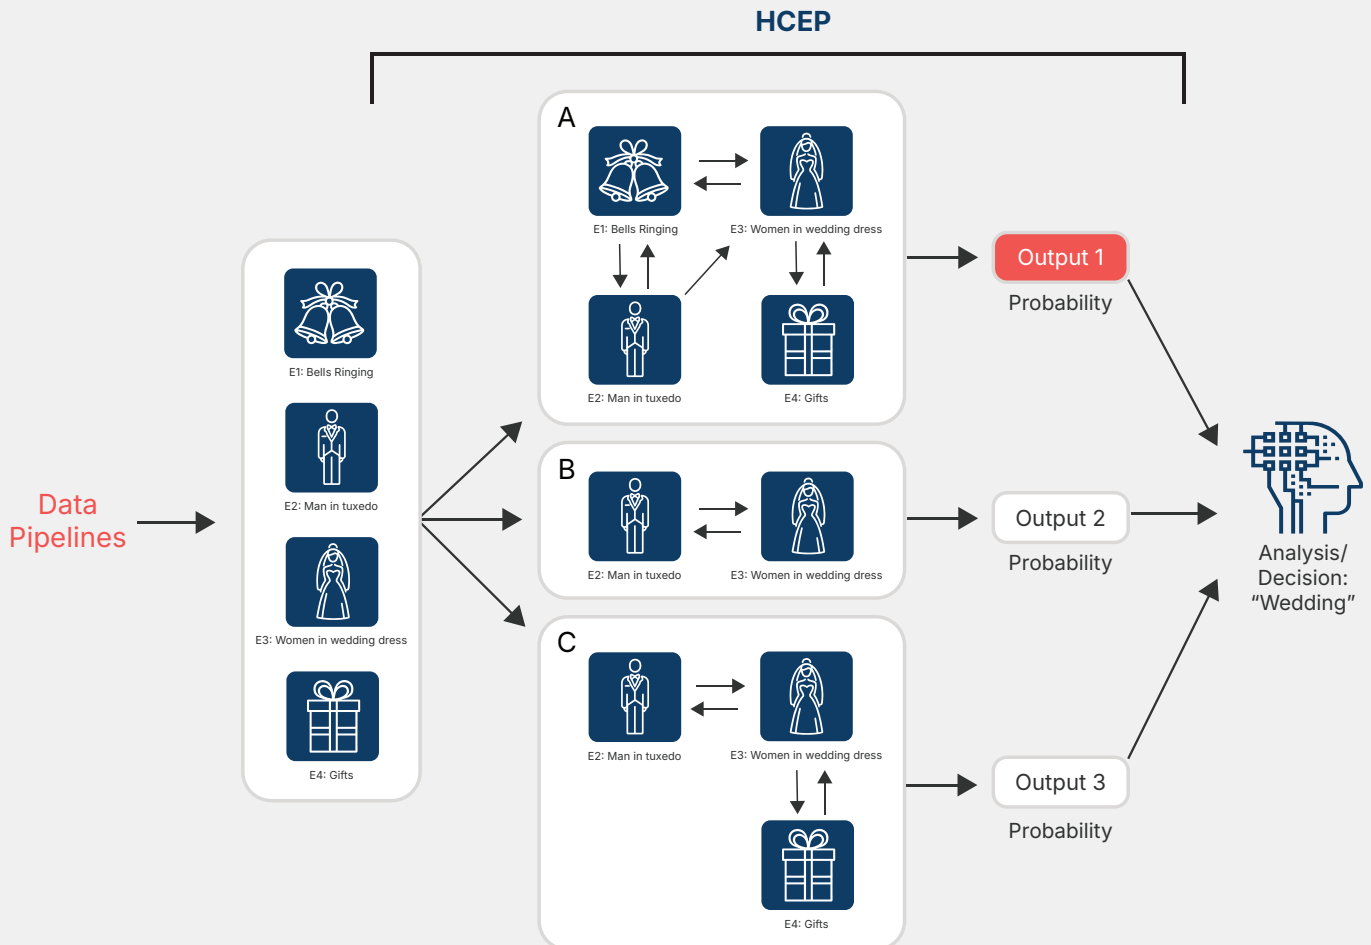 HCEP
Data
Pipelines
E1: Bells Ringing
E2: Man in tuxedo
E3: Women in wedding dress
E4: Gifts
A
E1: Bells Ringing
E3: Women in wedding dress
E2: Man in tuxedo
E4: Gifts
B
E2: Man in tuxedo
E3: Women in wedding dress
C
E2: Man in tuxedo
E3: Women in wedding dress
E4: Gifts
Output 1
Probability
Output 2
Probability
Output 3
Probability
Analysis/
Decision:
“Wedding”